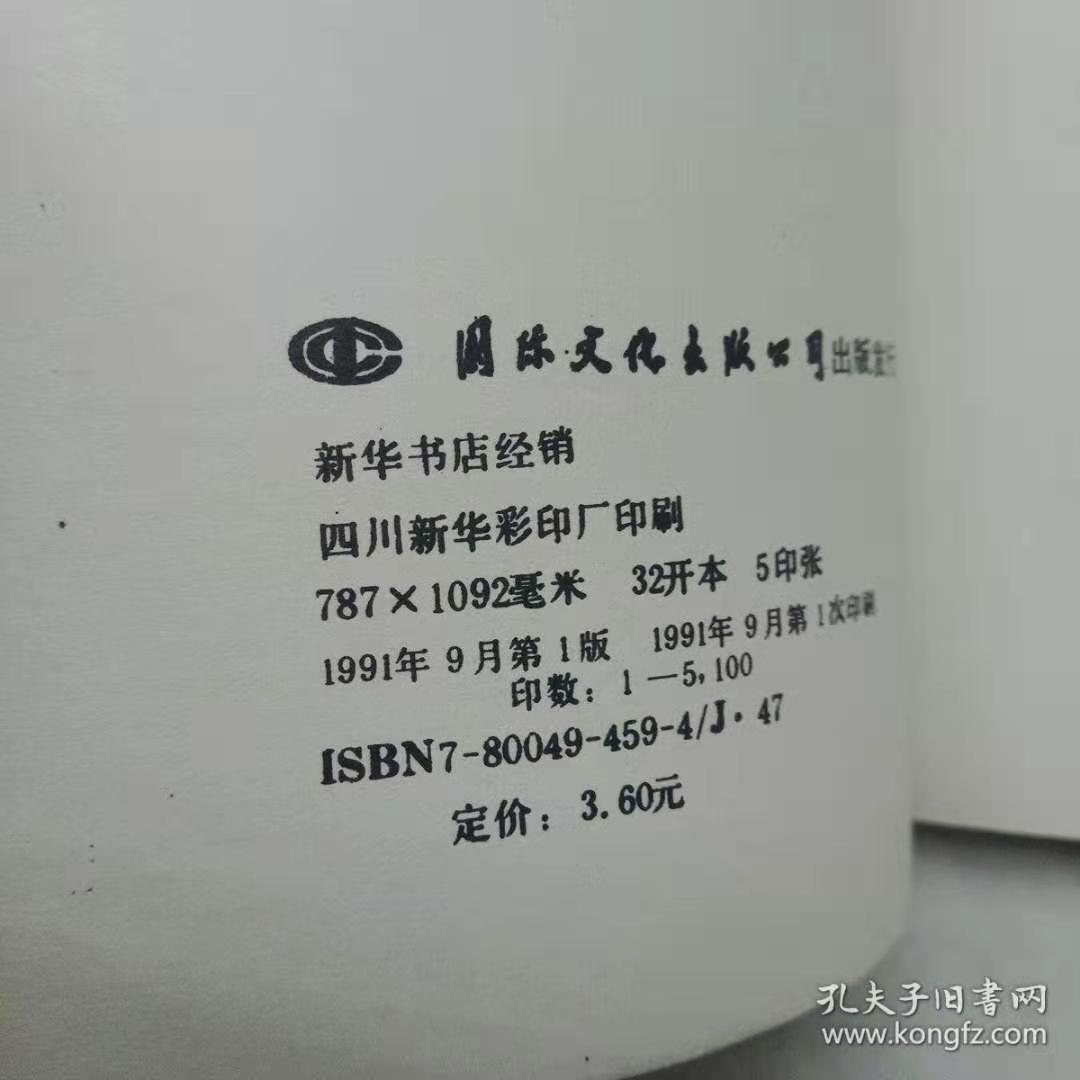 国际文化出版公司出版发行
新华书店经销
四川新华彩印厂印刷
787×1092毫米 32开本 5印张
1991年9月第1版 1991年9月第1次印刷
印数：1—5,100
ISBN7-80049-459-4/J·47
定价：3.60元
孔夫子旧書网
www.kongfz.com